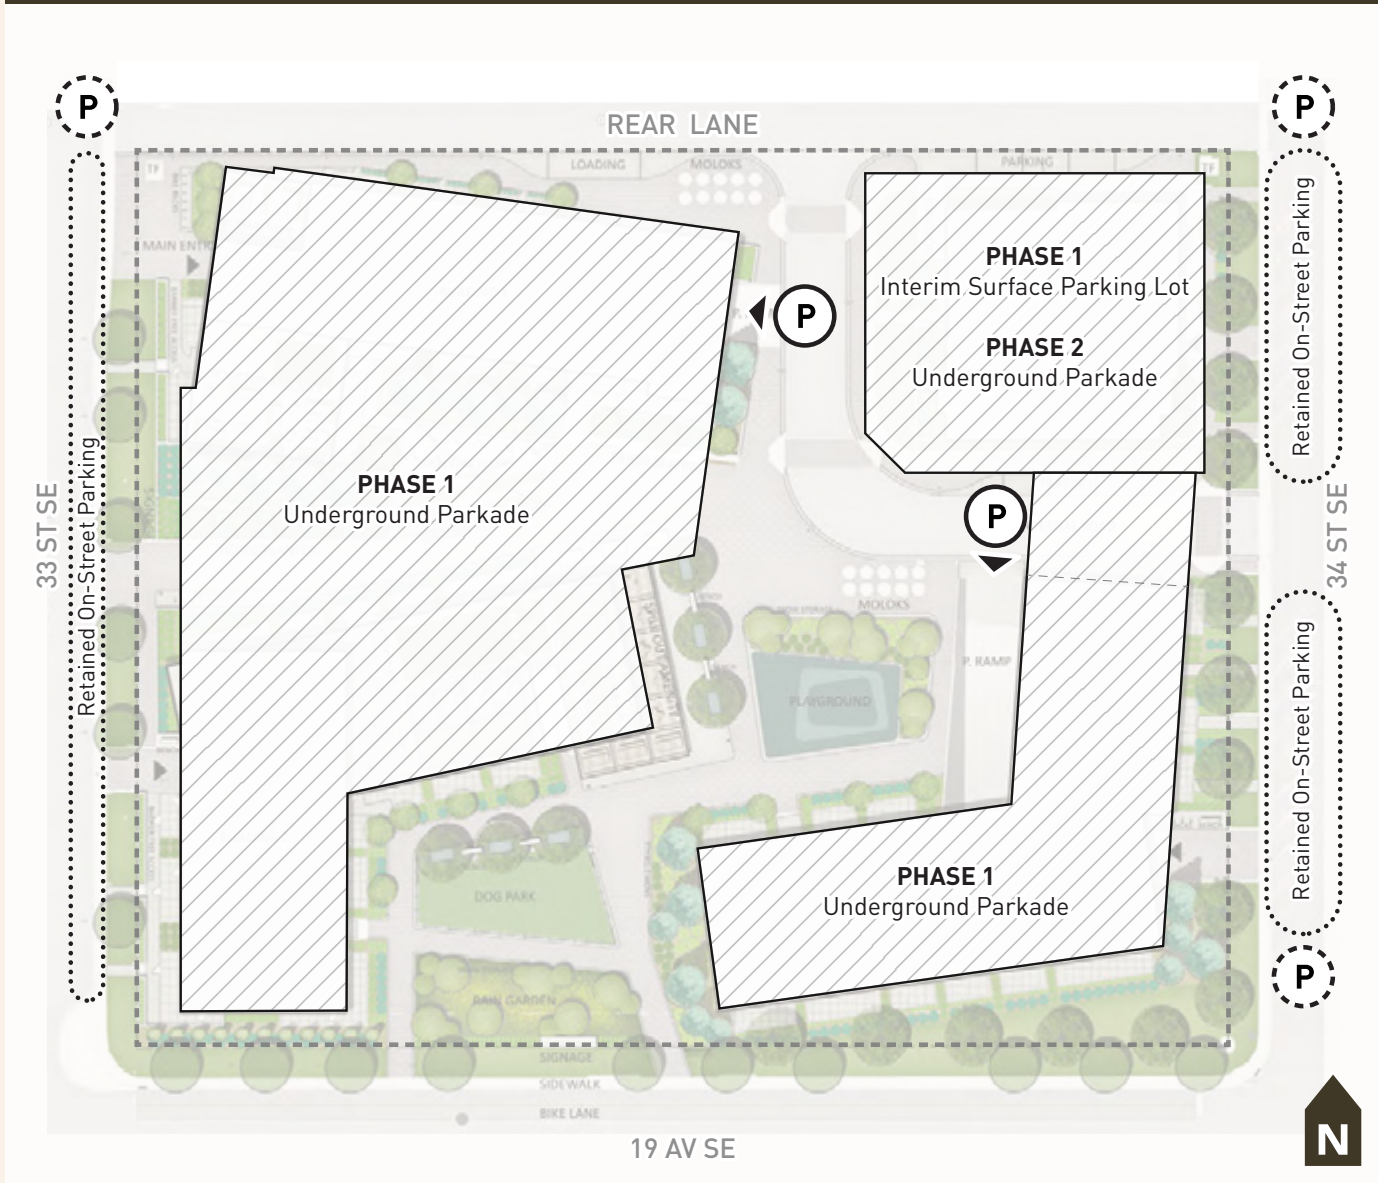 P
P
REAR LANE
TF
LOADING
MOLOKS
PARKING
TF
MAIN ENTR
PHASE 1
Interim Surface Parking Lot
PHASE 2
Underground Parkade
P
Retained On-Street Parking
33 ST SE
Retained On-Street Parking
PHASE 1
Underground Parkade
P
34 ST SE
MOLOKS
P. RAMP
PLAYGROUND
Retained On-Street Parking
PHASE 1
Underground Parkade
DOG PARK
P
RAIN GARDEN
SIGNAGE
SIDEWALK
BIKE LANE
19 AV SE
N